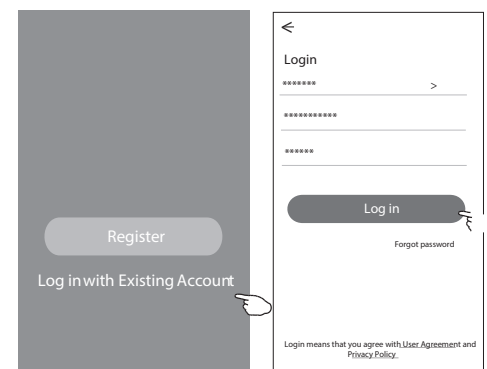 Register
Log in with Existing Account
Login
*******
>
***********
******
Log in
Forgot password
Login means that you agree with User Agreement and
Privacy Policy